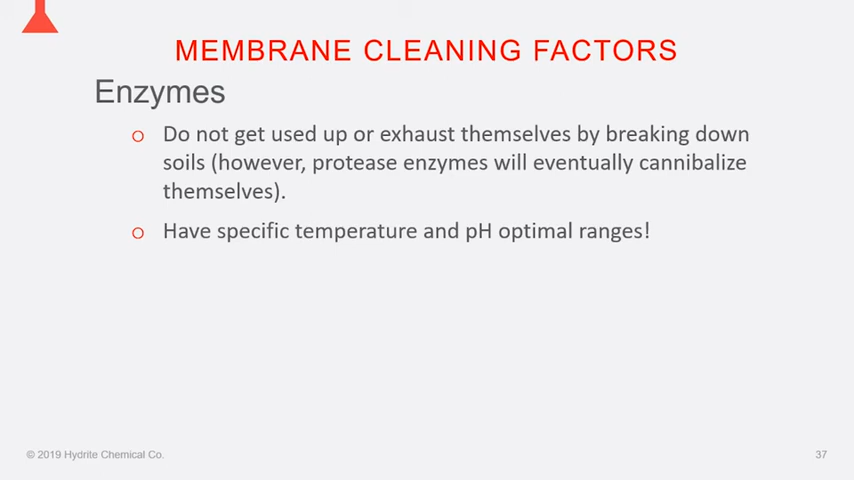 MEMBRANE CLEANING FACTORS
Enzymes
o Do not get used up or exhaust themselves by breaking down
soils (however, protease enzymes will eventually cannibalize
themselves).
o Have specific temperature and pH optimal ranges!
© 2019 Hydrite Chemical Co.
37